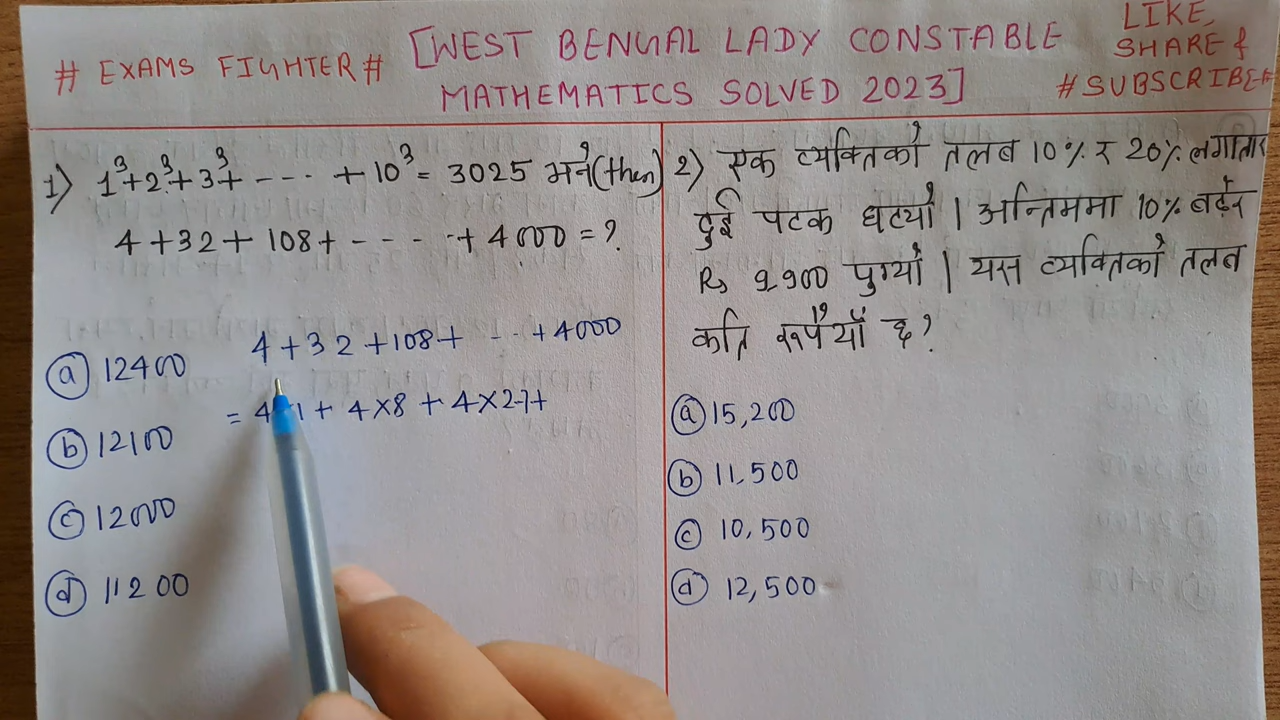 # EXAMS FIGHTER #
[WEST BENGAL LADY CONSTABLE
MATHEMATICS SOLVED 2023]
LIKE,
SHARE &
#SUBSCRIBE#
1) 1³+2³+3³+ ---- +10³ = 3025 भने(then)
4+32+108+ ---- + 4000 = ?
ⓐ 12400
ⓑ 12100
ⓒ 12000
ⓓ 11200
4+32+108+ ---- +4000
= 4×1 + 4×8 + 4×27+
2) एक व्यक्तिको तलब 10% र 20% लगातार
दुई पटक घट्यो | अन्तिममा 10% बढेर
Rs 9900 पुग्यो | यस व्यक्तिको तलब
कति रूपैयाँ छ?
ⓐ 15,200
ⓑ 11,500
ⓒ 10,500
ⓓ 12,500